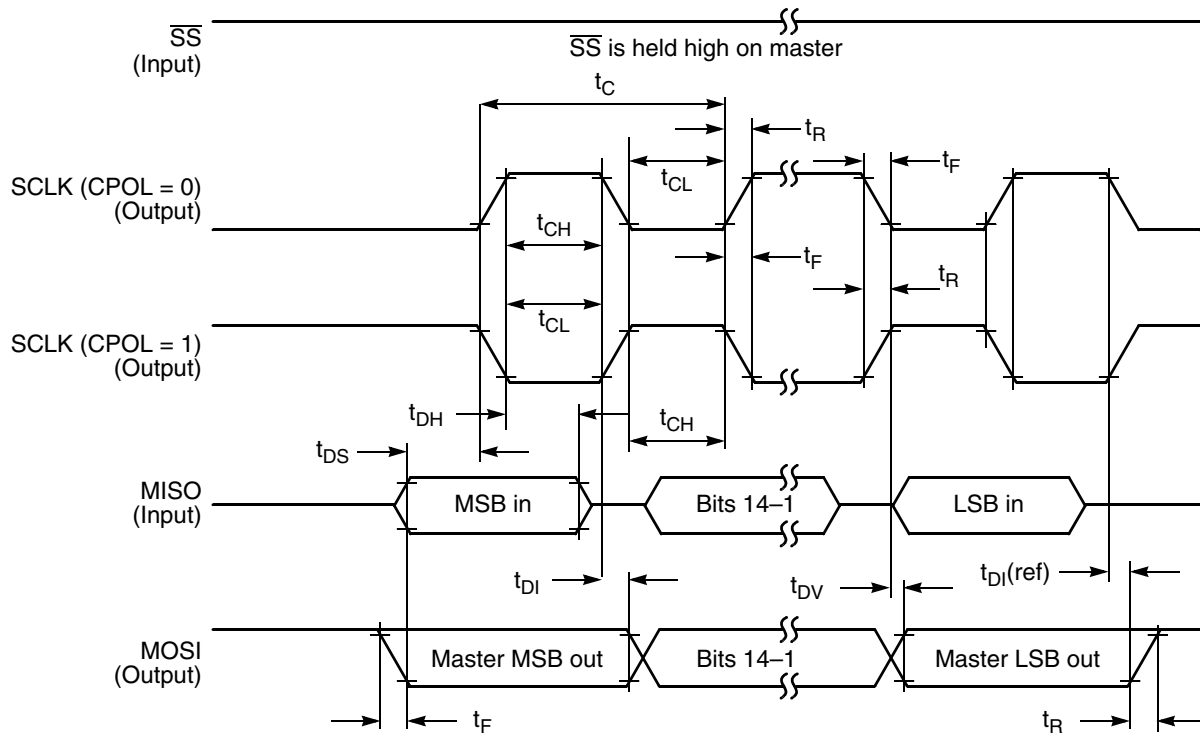 SS
(Input)
SS is held high on master
tC
tR
tF
SCLK (CPOL = 0)
(Output)
tCL
tCH
tF
tR
tCL
SCLK (CPOL = 1)
(Output)
tDH
tCH
tDS
MISO
(Input)
MSB in
Bits 14–1
LSB in
tDI
tDV
tDI(ref)
MOSI
(Output)
Master MSB out
Bits 14–1
Master LSB out
tF
tR